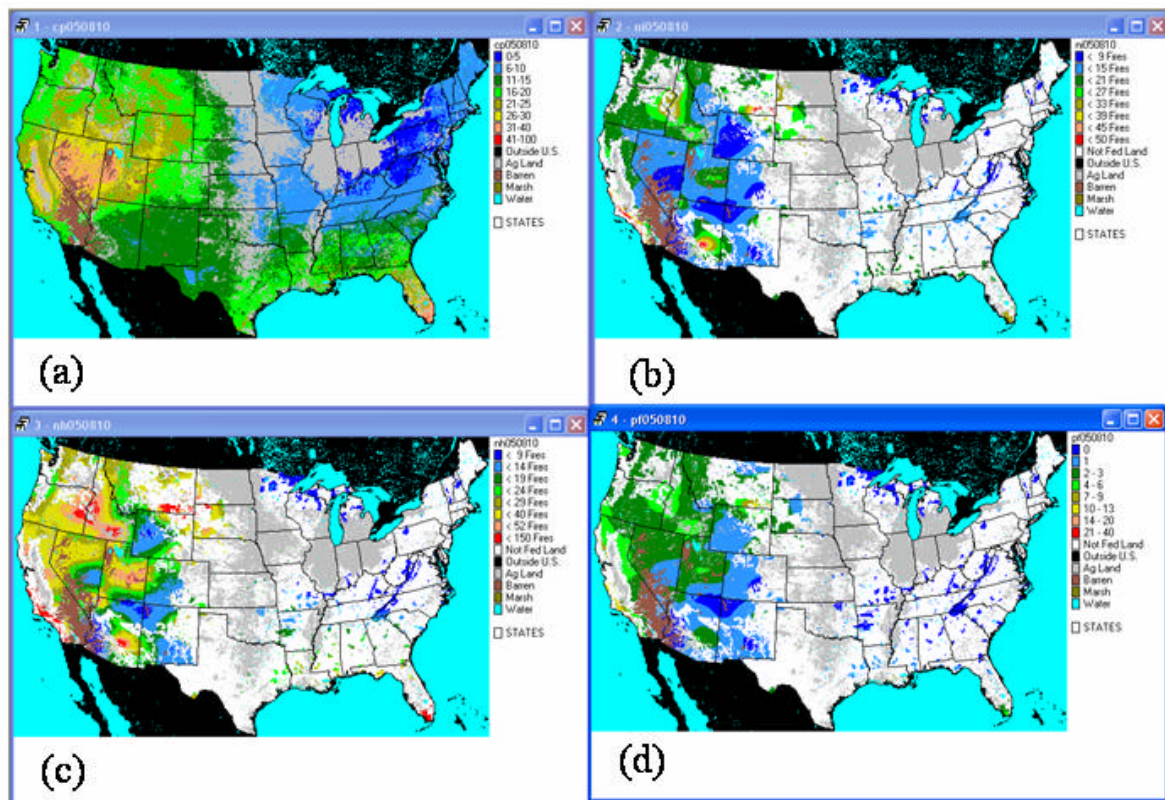 1 - cp050810
cp050810
0-5
6-10
11-15
16-20
21-25
26-30
31-40
41-100
Outside U.S.
Ag Land
Barren
Marsh
Water
STATES
(a)
2 - ni050810
ni050810
< 9 Fires
< 15 Fires
< 21 Fires
< 27 Fires
< 33 Fires
< 39 Fires
< 45 Fires
< 50 Fires
Not Fed Land
Outside U.S.
Ag Land
Barren
Marsh
Water
STATES
(b)
3 - nh050810
nh050810
< 9 Fires
< 14 Fires
< 19 Fires
< 24 Fires
< 29 Fires
< 40 Fires
< 52 Fires
< 150 Fires
Not Fed Land
Outside U.S.
Ag Land
Barren
Marsh
Water
STATES
(c)
4 - pf050810
pf050810
0
1
2 - 3
4 - 6
7 - 9
10 - 13
14 - 20
21 - 40
Not Fed Land
Outside U.S.
Ag Land
Barren
Marsh
Water
STATES
(d)